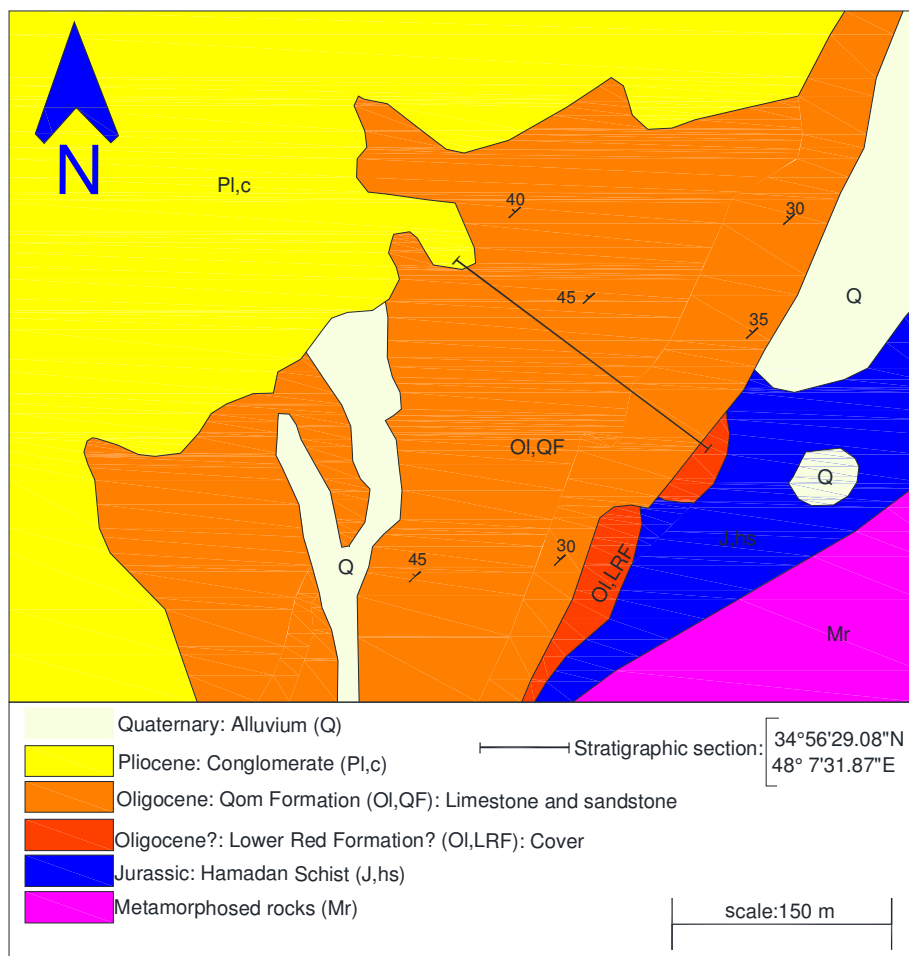 N
Pl,c
40
30
45
Q
35
Ol,QF
Q
J,hs
45
30
Q
Ol,LRF
Mr
Quaternary: Alluvium (Q)
Pliocene: Conglomerate (Pl,c)
Oligocene: Qom Formation (Ol,QF): Limestone and sandstone
Oligocene?: Lower Red Formation? (Ol,LRF): Cover
Jurassic: Hamadan Schist (J,hs)
Metamorphosed rocks (Mr)
Stratigraphic section:
34°56'29.08"N
48° 7'31.87"E
scale:150 m